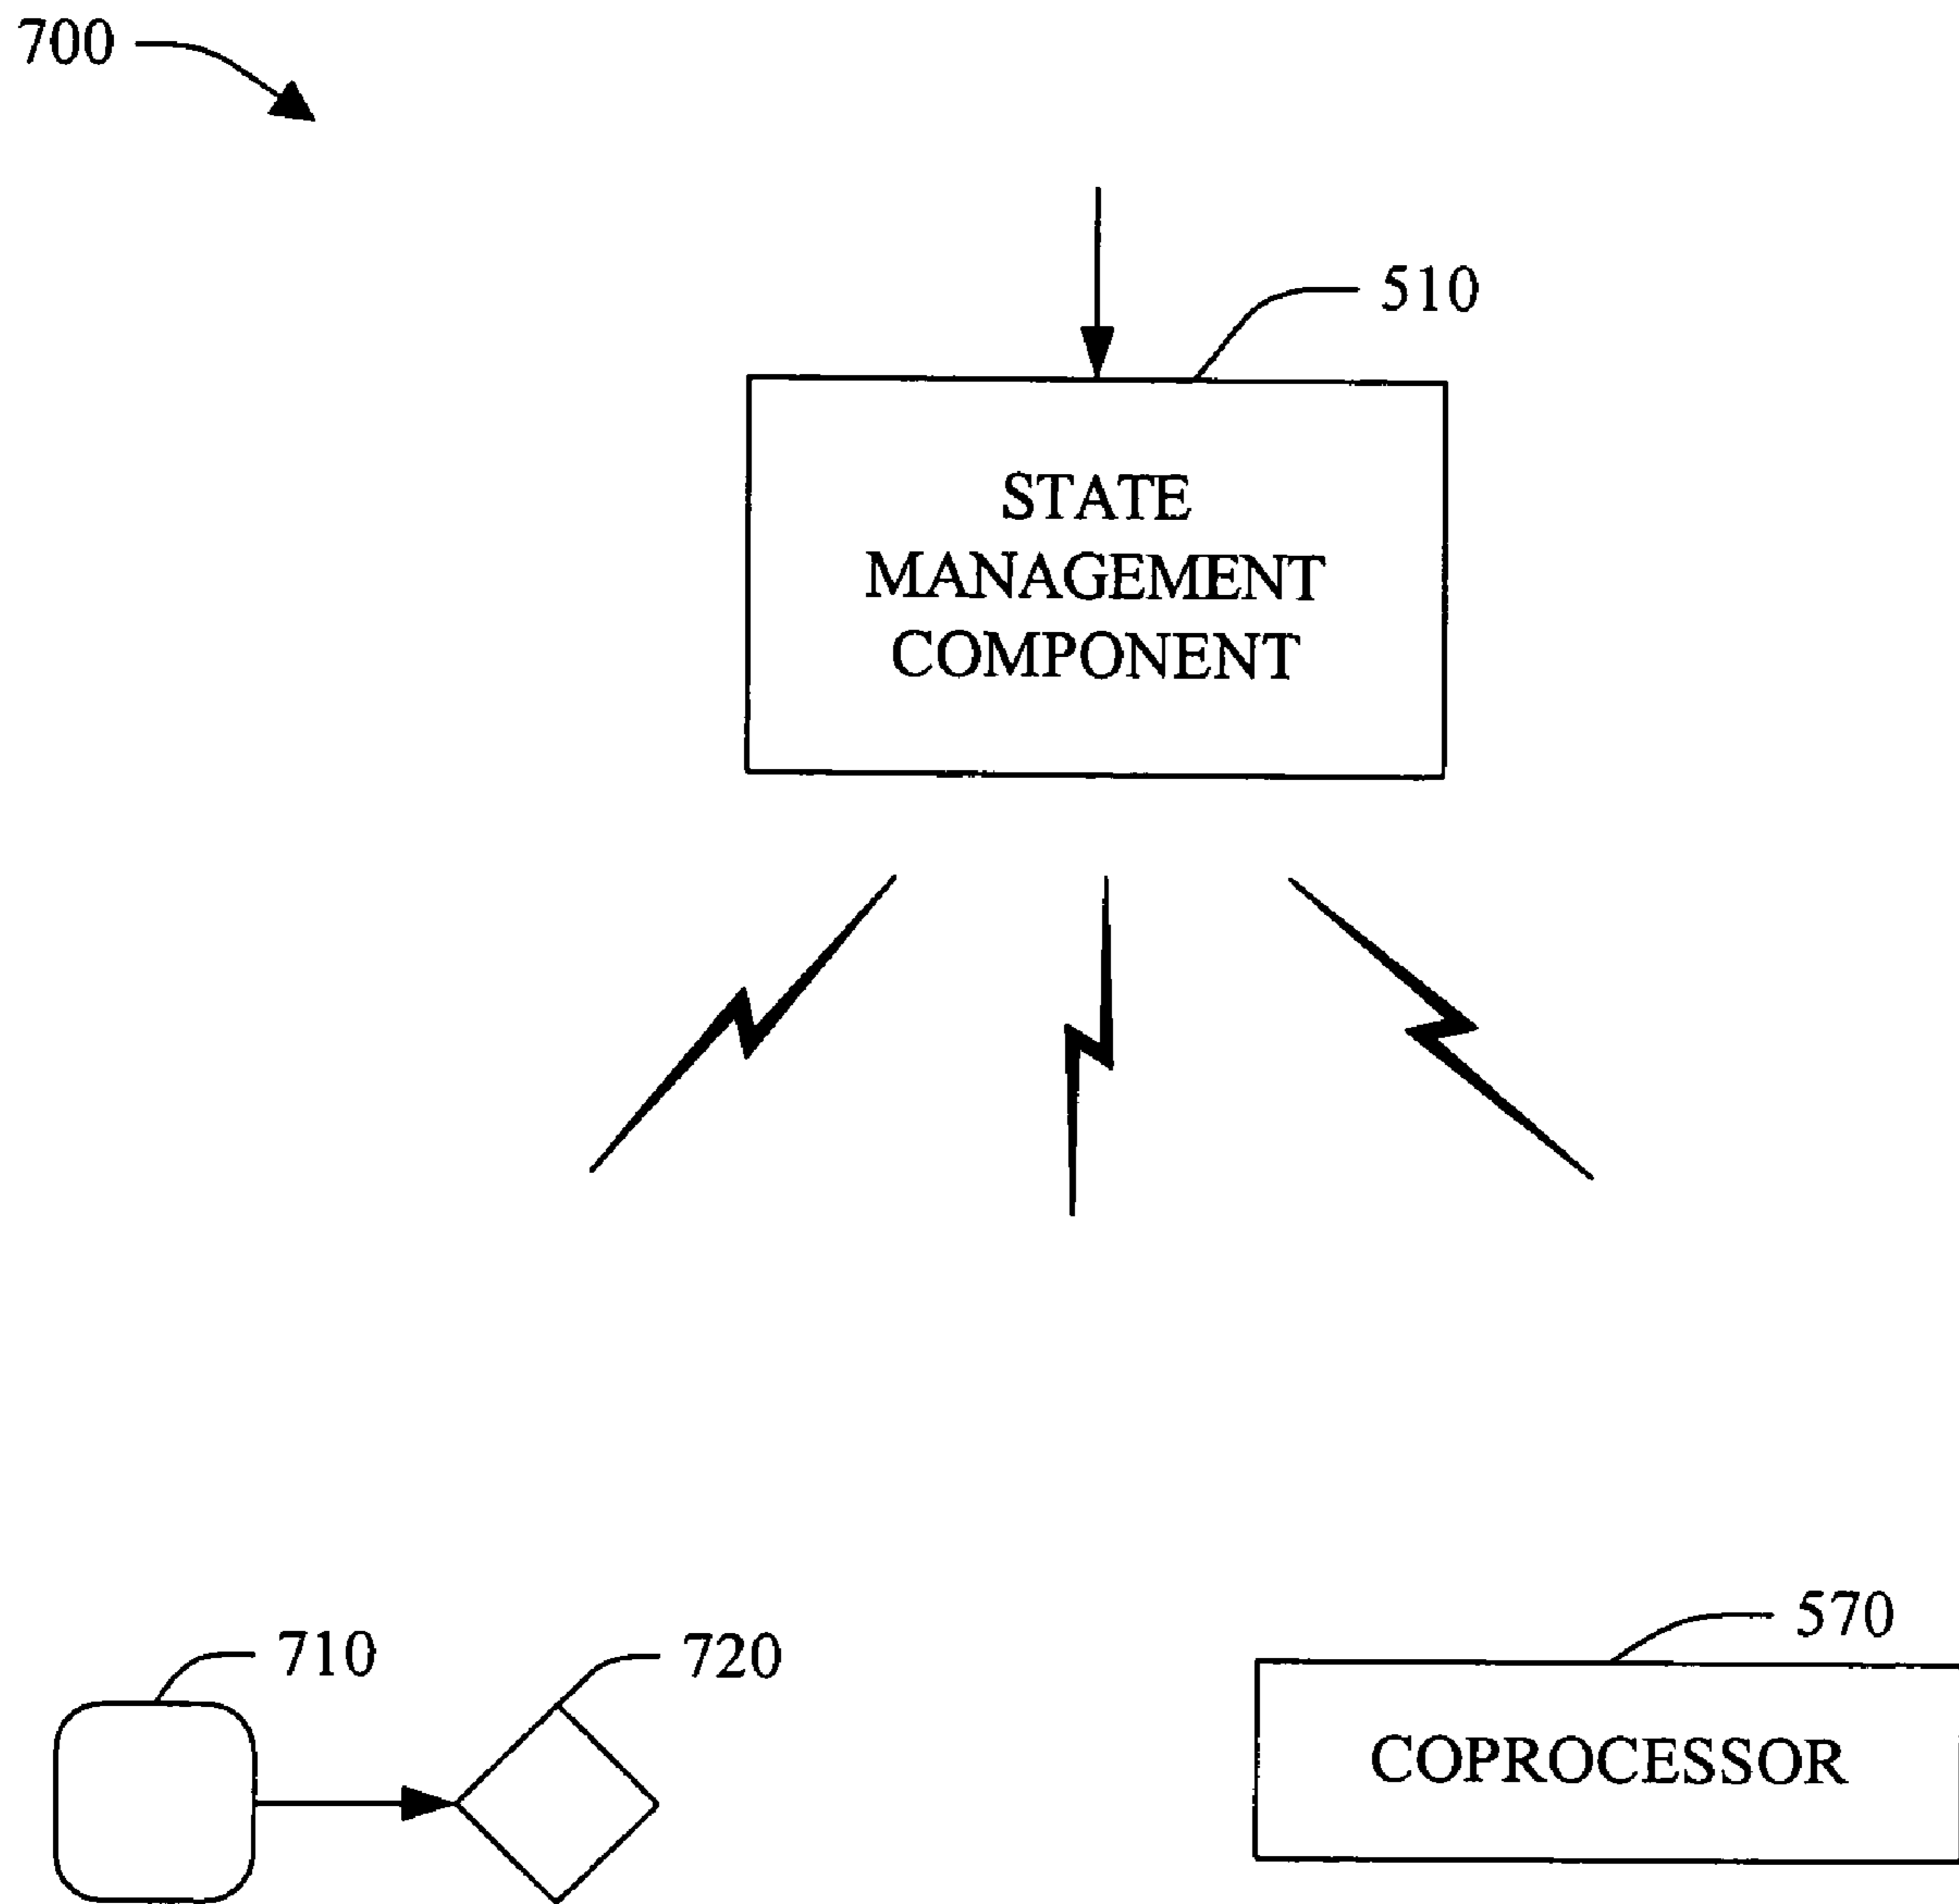 700
510
STATE
MANAGEMENT
COMPONENT
710
720
570
COPROCESSOR